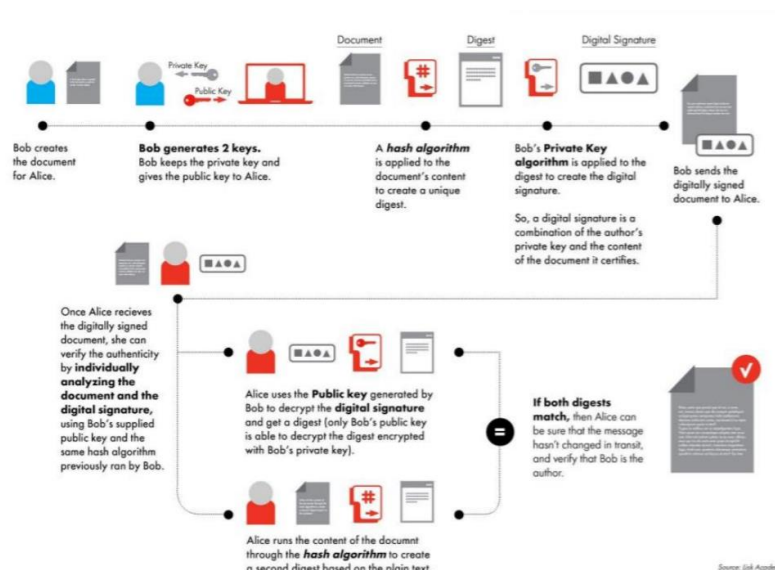 Document
Digest
Digital Signature
Private Key
Public Key
Bob creates
the document
for Alice.
Bob generates 2 keys.
Bob keeps the private key and
gives the public key to Alice.
A hash algorithm
is applied to the
document's content
to create a unique
digest.
Bob's Private Key
algorithm is applied to the
digest to create the digital
signature.
So, a digital signature is a
combination of the author's
private key and the content
of the document it certifies.
Bob sends the
digitally signed
document to Alice.
Once Alice recieves
the digitally signed
document, she can
verify the authenticity
by individually
analyzing the
document and the
digital signature,
using Bob's supplied
public key and the
same hash algorithm
previously ran by Bob.
Alice uses the Public key generated by
Bob to decrypt the digital signature
and get a digest (only Bob's public key
is able to decrypt the digest encrypted
with Bob's private key).
If both digests
match, then Alice can
be sure that the message
hasn't changed in transit,
and verify that Bob is the
author.
Alice runs the content of the documnt
through the hash algorithm to create
a second digest based on the plain text
Source: